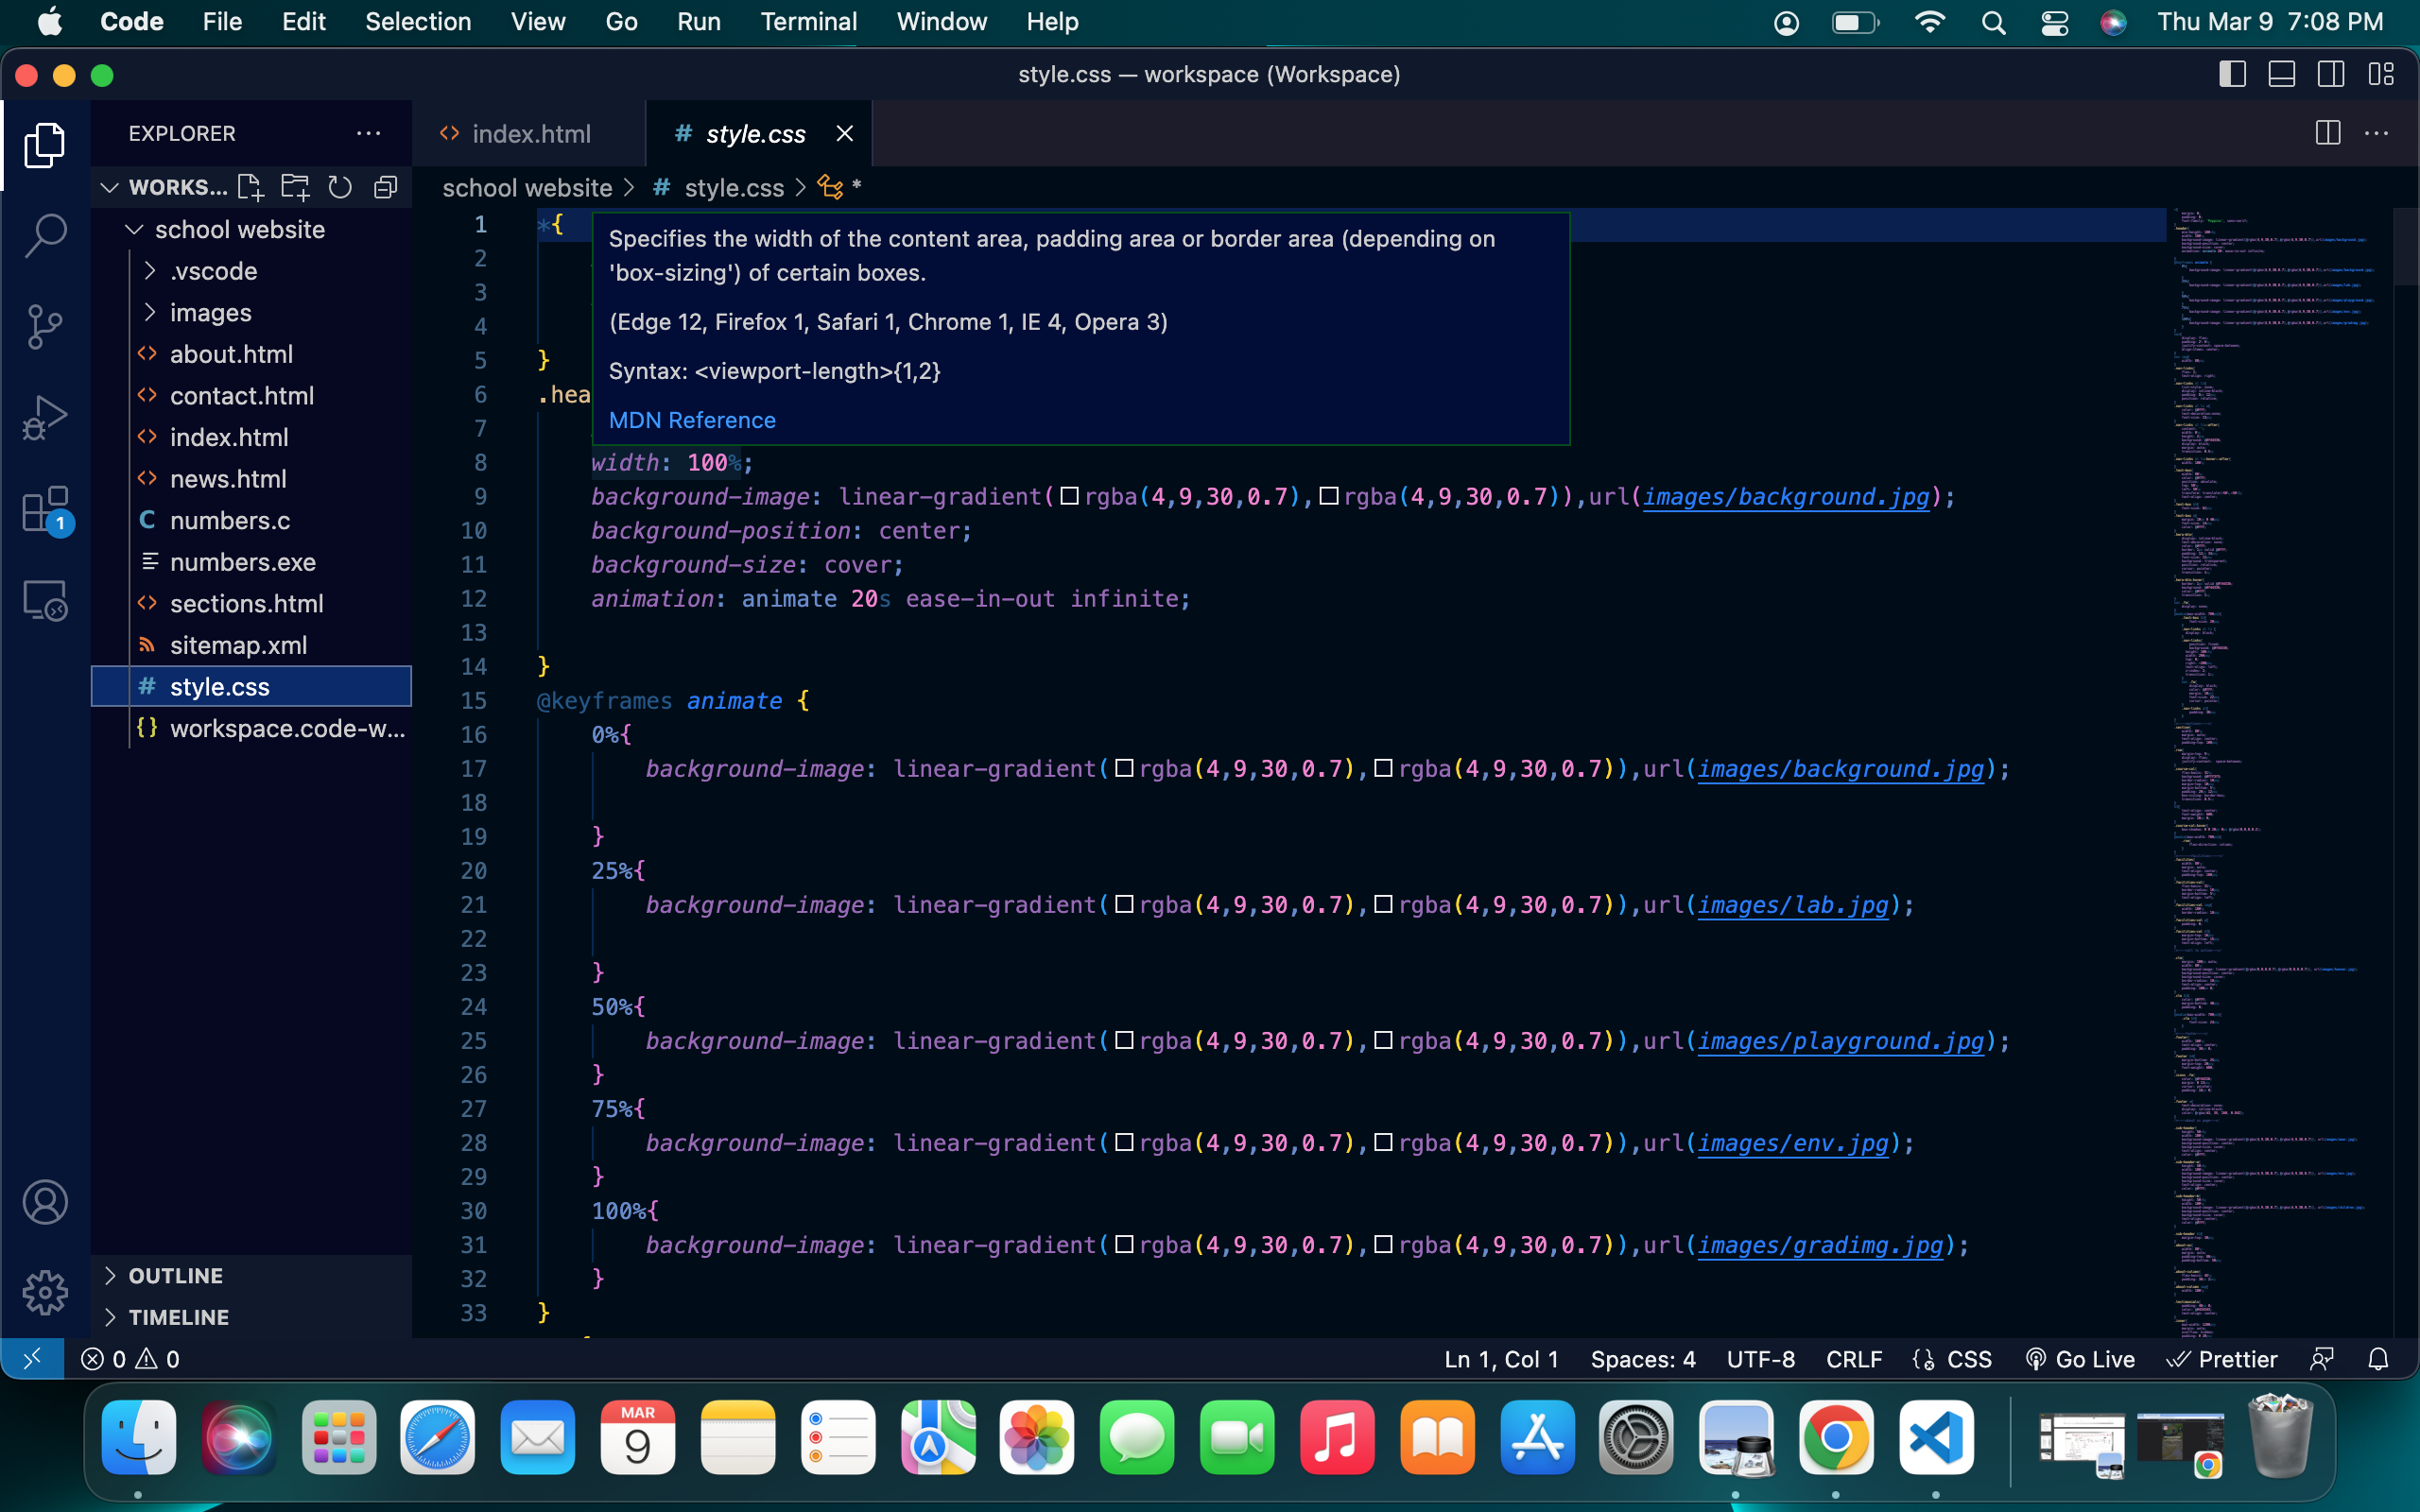 Code File Edit Selection View Go Run Terminal Window Help Thu Mar 9 7:08 PM
style.css — workspace (Workspace)
EXPLORER
index.html
# style.css
WORKS...
school website > # style.css > *
school website
.vscode
images
about.html
contact.html
index.html
news.html
C numbers.c
numbers.exe
sections.html
sitemap.xml
# style.css
{} workspace.code-w...
OUTLINE
TIMELINE
1 *{
2
3
4
5 }
6 .hea
7
Specifies the width of the content area, padding area or border area (depending on
'box-sizing') of certain boxes.
(Edge 12, Firefox 1, Safari 1, Chrome 1, IE 4, Opera 3)
Syntax: <viewport-length>{1,2}
MDN Reference
8 width: 100%;
9 background-image: linear-gradient(rgba(4,9,30,0.7),rgba(4,9,30,0.7)),url(images/background.jpg);
10 background-position: center;
11 background-size: cover;
12 animation: animate 20s ease-in-out infinite;
13
14 }
15 @keyframes animate {
16 0%{
17 background-image: linear-gradient(rgba(4,9,30,0.7),rgba(4,9,30,0.7)),url(images/background.jpg);
18
19 }
20 25%{
21 background-image: linear-gradient(rgba(4,9,30,0.7),rgba(4,9,30,0.7)),url(images/lab.jpg);
22
23 }
24 50%{
25 background-image: linear-gradient(rgba(4,9,30,0.7),rgba(4,9,30,0.7)),url(images/playground.jpg);
26 }
27 75%{
28 background-image: linear-gradient(rgba(4,9,30,0.7),rgba(4,9,30,0.7)),url(images/env.jpg);
29 }
30 100%{
31 background-image: linear-gradient(rgba(4,9,30,0.7),rgba(4,9,30,0.7)),url(images/gradimg.jpg);
32 }
33 }
1
0 0 Ln 1, Col 1 Spaces: 4 UTF-8 CRLF CSS Go Live Prettier
MAR
9